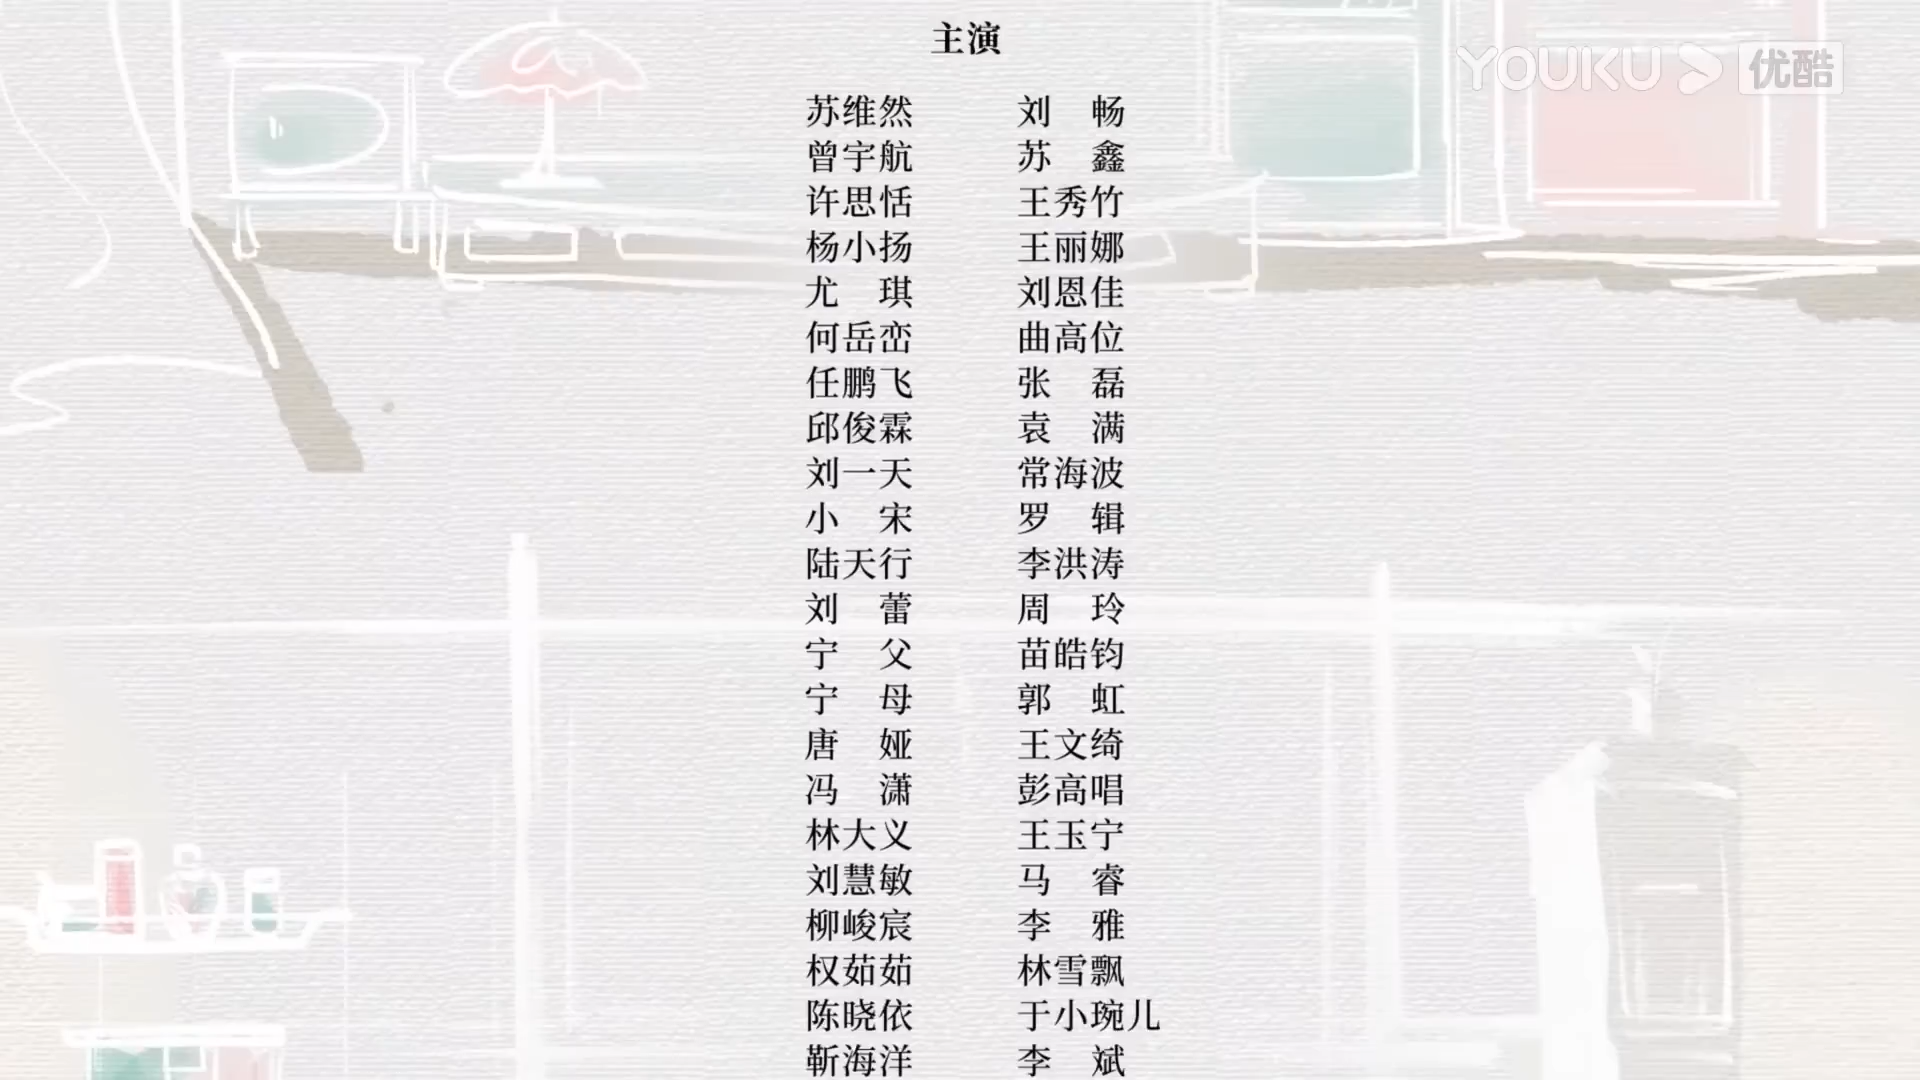 主演
YOUKU 优酷
苏维然 刘 畅
曾宇航 苏 鑫
许思恬 王秀竹
杨小扬 王丽娜
尤 琪 刘恩佳
何岳峦 曲高位
任鹏飞 张 磊
邱俊霖 袁 满
刘一天 常海波
小 宋 罗 辑
陆天行 李洪涛
刘 蕾 周 玲
宁 父 苗皓钧
宁 母 郭 虹
唐 娅 王文绮
冯 潇 彭高唱
林大义 王玉宁
刘慧敏 马 睿
柳峻宸 李 雅
权茹茹 林雪飘
陈晓依 于小琬儿
靳海洋 李 斌